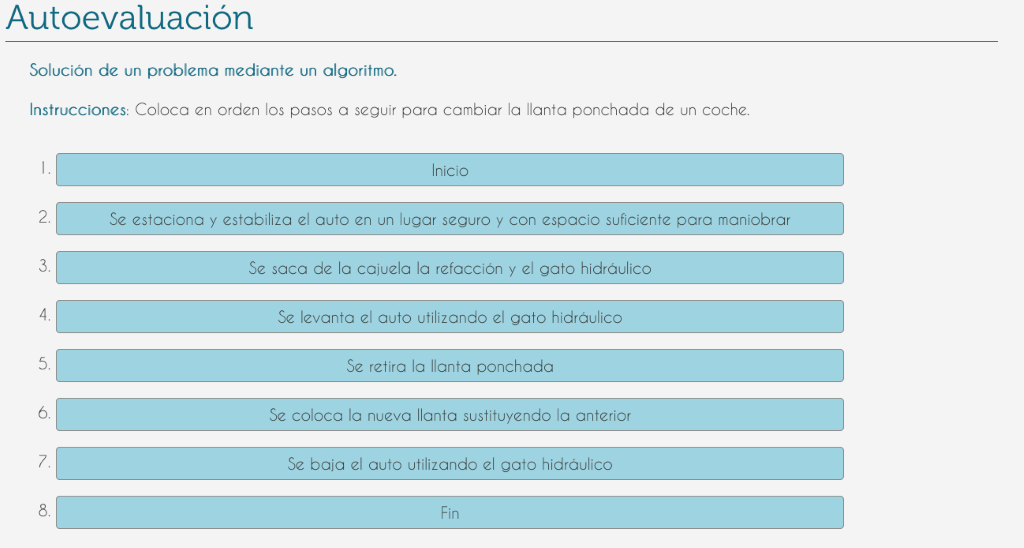 Autoevaluación
Solución de un problema mediante un algoritmo.
Instrucciones: Coloca en orden los pasos a seguir para cambiar la llanta ponchada de un coche.
1. Inicio
2. Se estaciona y estabiliza el auto en un lugar seguro y con espacio suficiente para maniobrar
3. Se saca de la cajuela la refacción y el gato hidráulico
4. Se levanta el auto utilizando el gato hidráulico
5. Se retira la llanta ponchada
6. Se coloca la nueva llanta sustituyendo la anterior
7. Se baja el auto utilizando el gato hidráulico
8. Fin